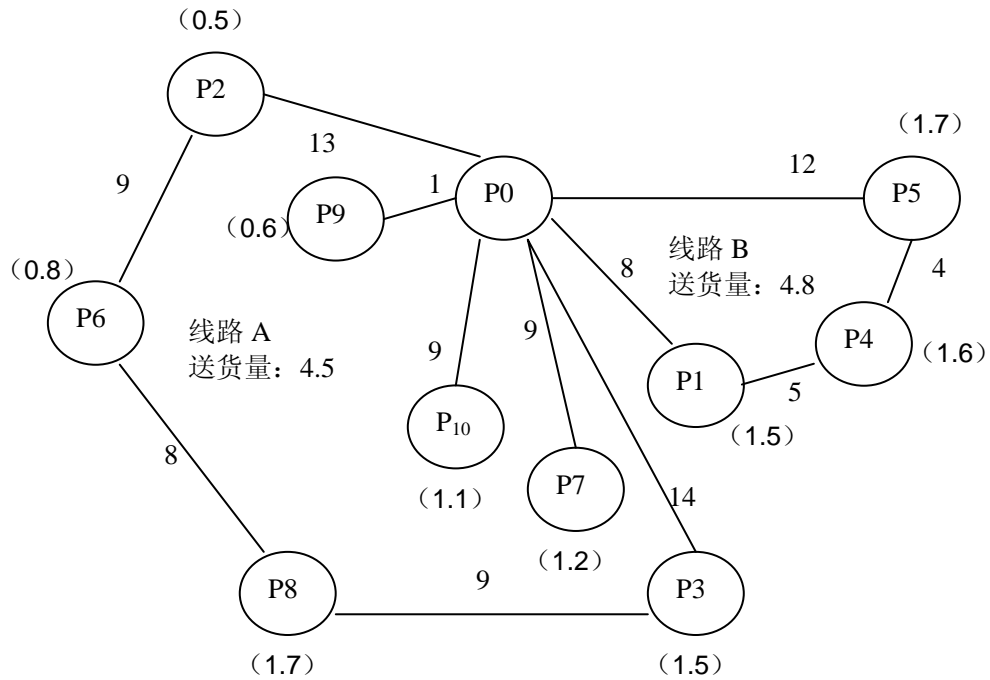 （0.5）
P2
13
9
（1.7）
12
P5
1
P0
P9
（0.6）
8
线路 B
送货量：4.8
4
（0.8）
P6
线路 A
送货量：4.5
9
9
P4
（1.6）
P1
5
（1.5）
P10
8
P7
（1.1）
14
（1.2）
9
P8
P3
（1.7）
（1.5）